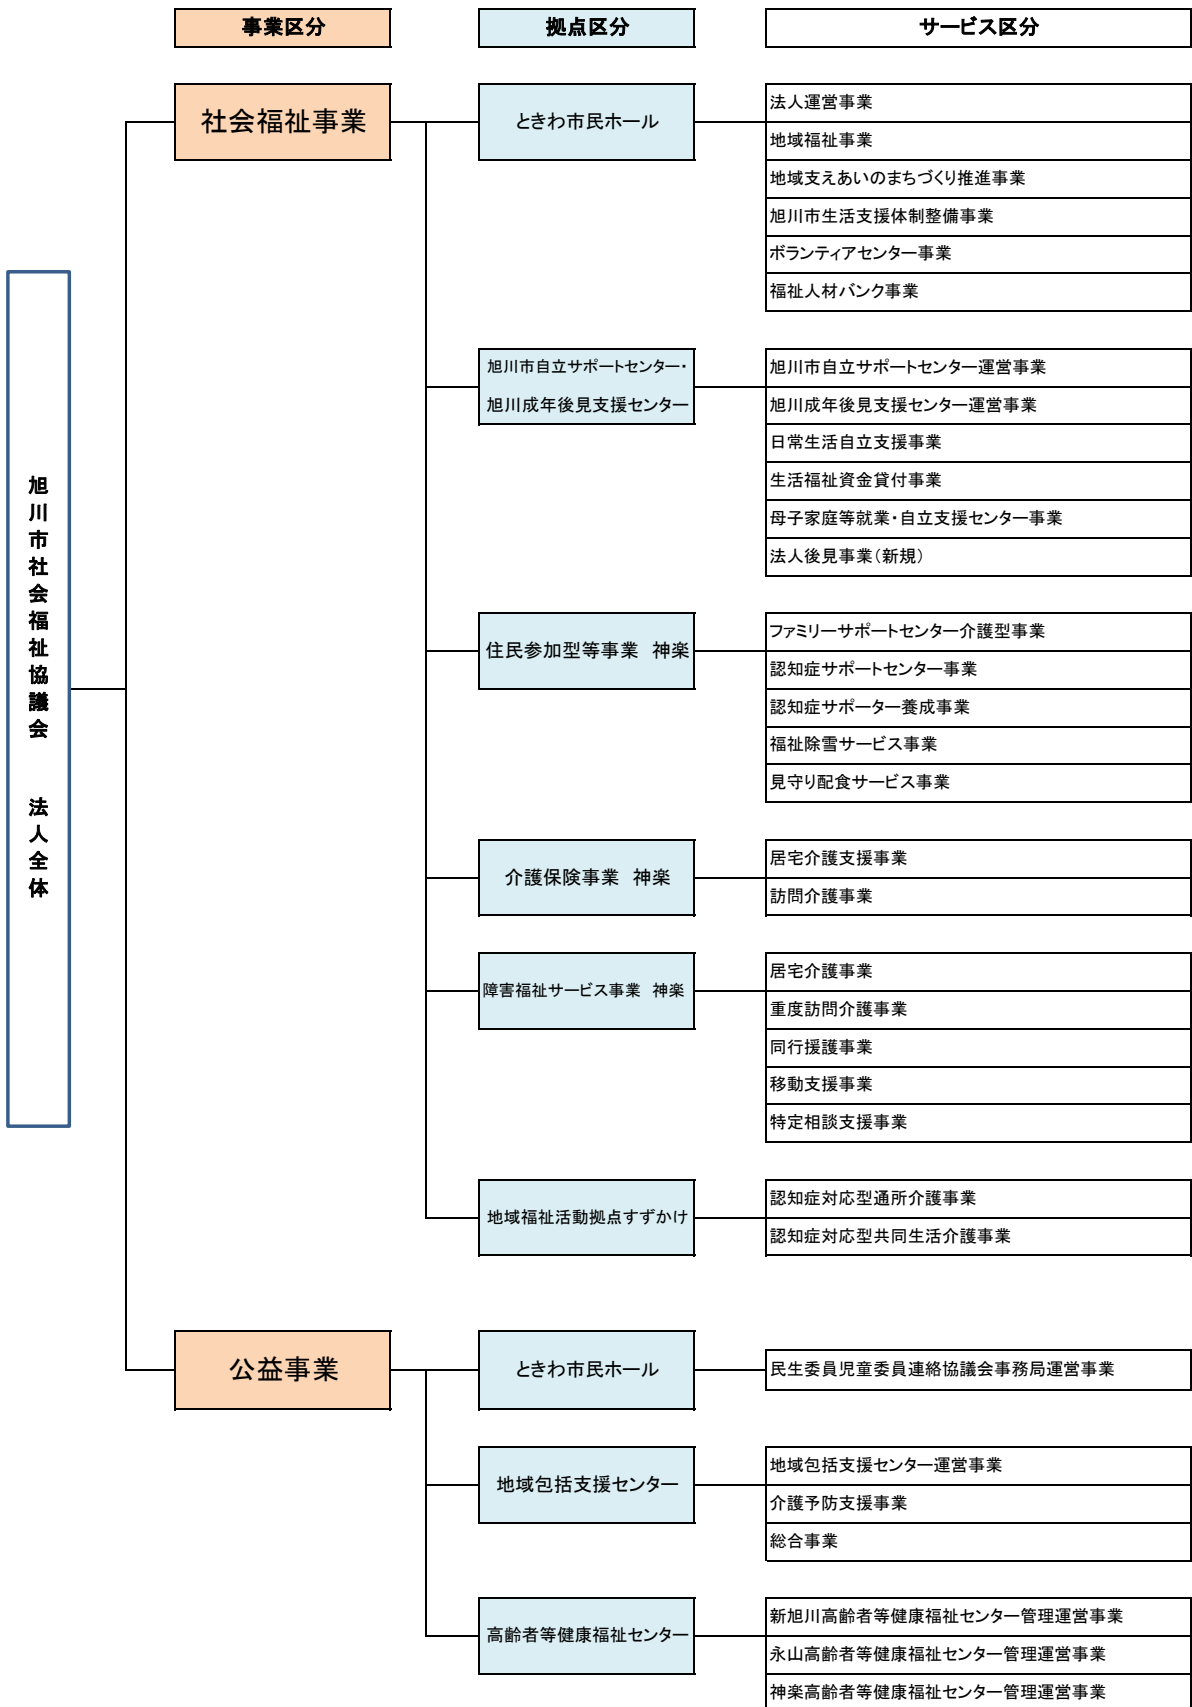 事業区分
拠点区分
サービス区分
旭川市社会福祉協議会　法人全体
社会福祉事業
ときわ市民ホール
法人運営事業
地域福祉事業
地域支えあいのまちづくり推進事業
旭川市生活支援体制整備事業
ボランティアセンター事業
福祉人材バンク事業
旭川市自立サポートセンター・
旭川成年後見支援センター
旭川市自立サポートセンター運営事業
旭川成年後見支援センター運営事業
日常生活自立支援事業
生活福祉資金貸付事業
母子家庭等就業・自立支援センター事業
法人後見事業（新規）
住民参加型等事業　神楽
ファミリーサポートセンター介護型事業
認知症サポートセンター事業
認知症サポーター養成事業
福祉除雪サービス事業
見守り配食サービス事業
介護保険事業　神楽
居宅介護支援事業
訪問介護事業
障害福祉サービス事業　神楽
居宅介護事業
重度訪問介護事業
同行援護事業
移動支援事業
特定相談支援事業
地域福祉活動拠点すずかけ
認知症対応型通所介護事業
認知症対応型共同生活介護事業
公益事業
ときわ市民ホール
民生委員児童委員連絡協議会事務局運営事業
地域包括支援センター
地域包括支援センター運営事業
介護予防支援事業
総合事業
高齢者等健康福祉センター
新旭川高齢者等健康福祉センター管理運営事業
永山高齢者等健康福祉センター管理運営事業
神楽高齢者等健康福祉センター管理運営事業